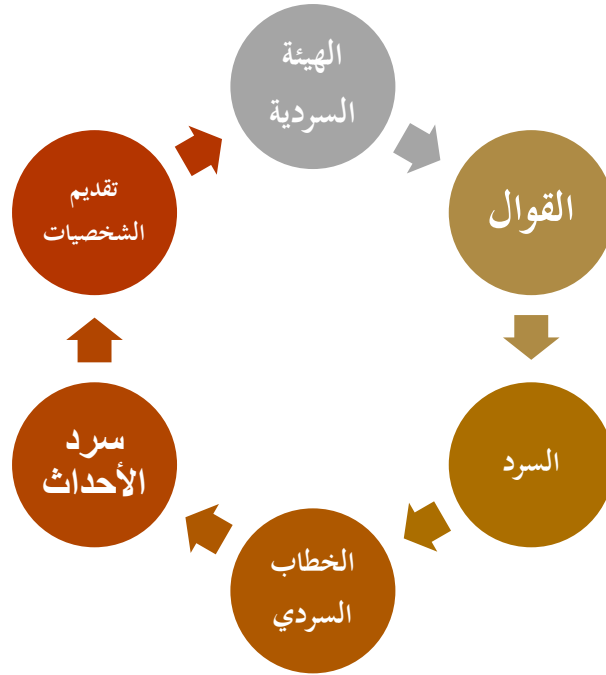 الهيئة
السردية
القوال
السرد
الخطاب
السردي
سرد
الأحداث
تقديم
الشخصيات